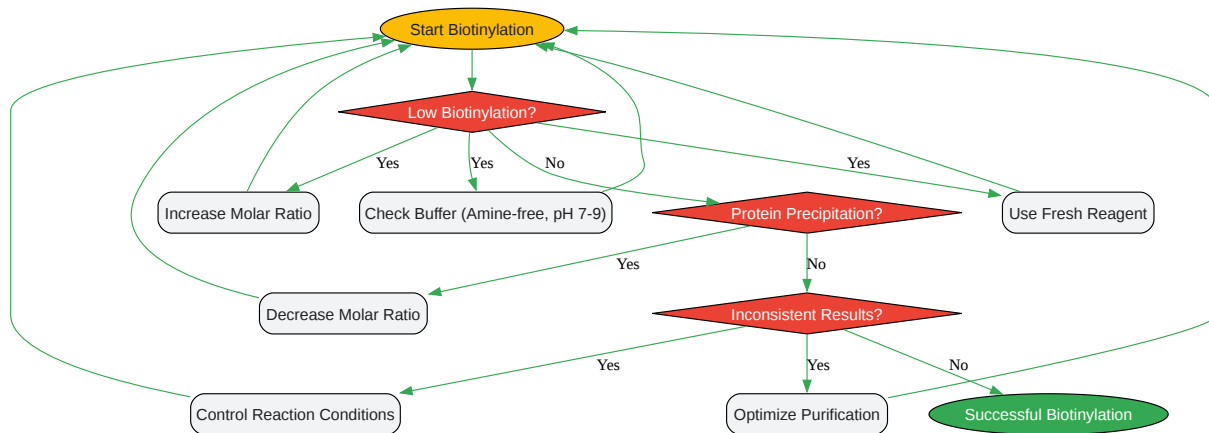 Start Biotinylation
Low Biotinylation?
Yes
Yes
No
Yes
Increase Molar Ratio
Check Buffer (Amine-free, pH 7-9)
Protein Precipitation?
Use Fresh Reagent
Yes
No
Decrease Molar Ratio
Inconsistent Results?
Yes
Yes
No
Control Reaction Conditions
Optimize Purification
Successful Biotinylation